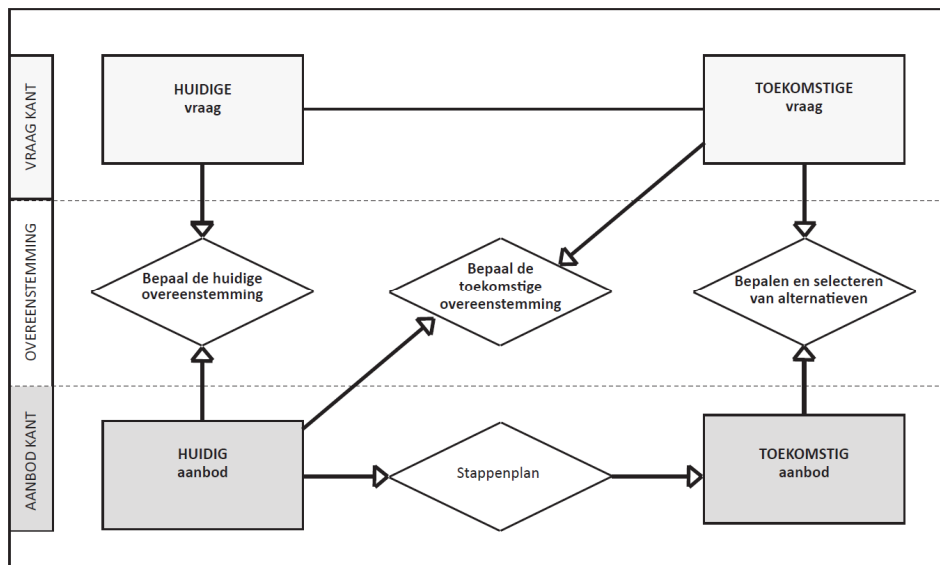 VRAAG KANT
HUIDIGE
vraag
TOEKOMSTIGE
vraag
OVEREENSTEMMING
Bepaal de huidige
overeenstemming
Bepaal de
toekomstige
overeenstemming
Bepalen en selecteren
van alternatieven
AANBOD KANT
HUIDIG
aanbod
Stappenplan
TOEKOMSTIG
aanbod